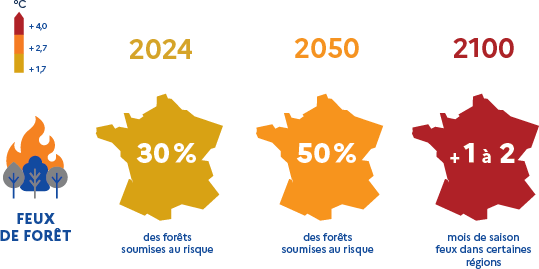 °C
+ 4,0
+ 2,7
+ 1,7
2024
2050
2100
30 %
50 %
+ 1 à 2
FEUX
DE FORÊT
des forêts
soumises au risque
des forêts
soumises au risque
mois de saison
feux dans certaines
régions